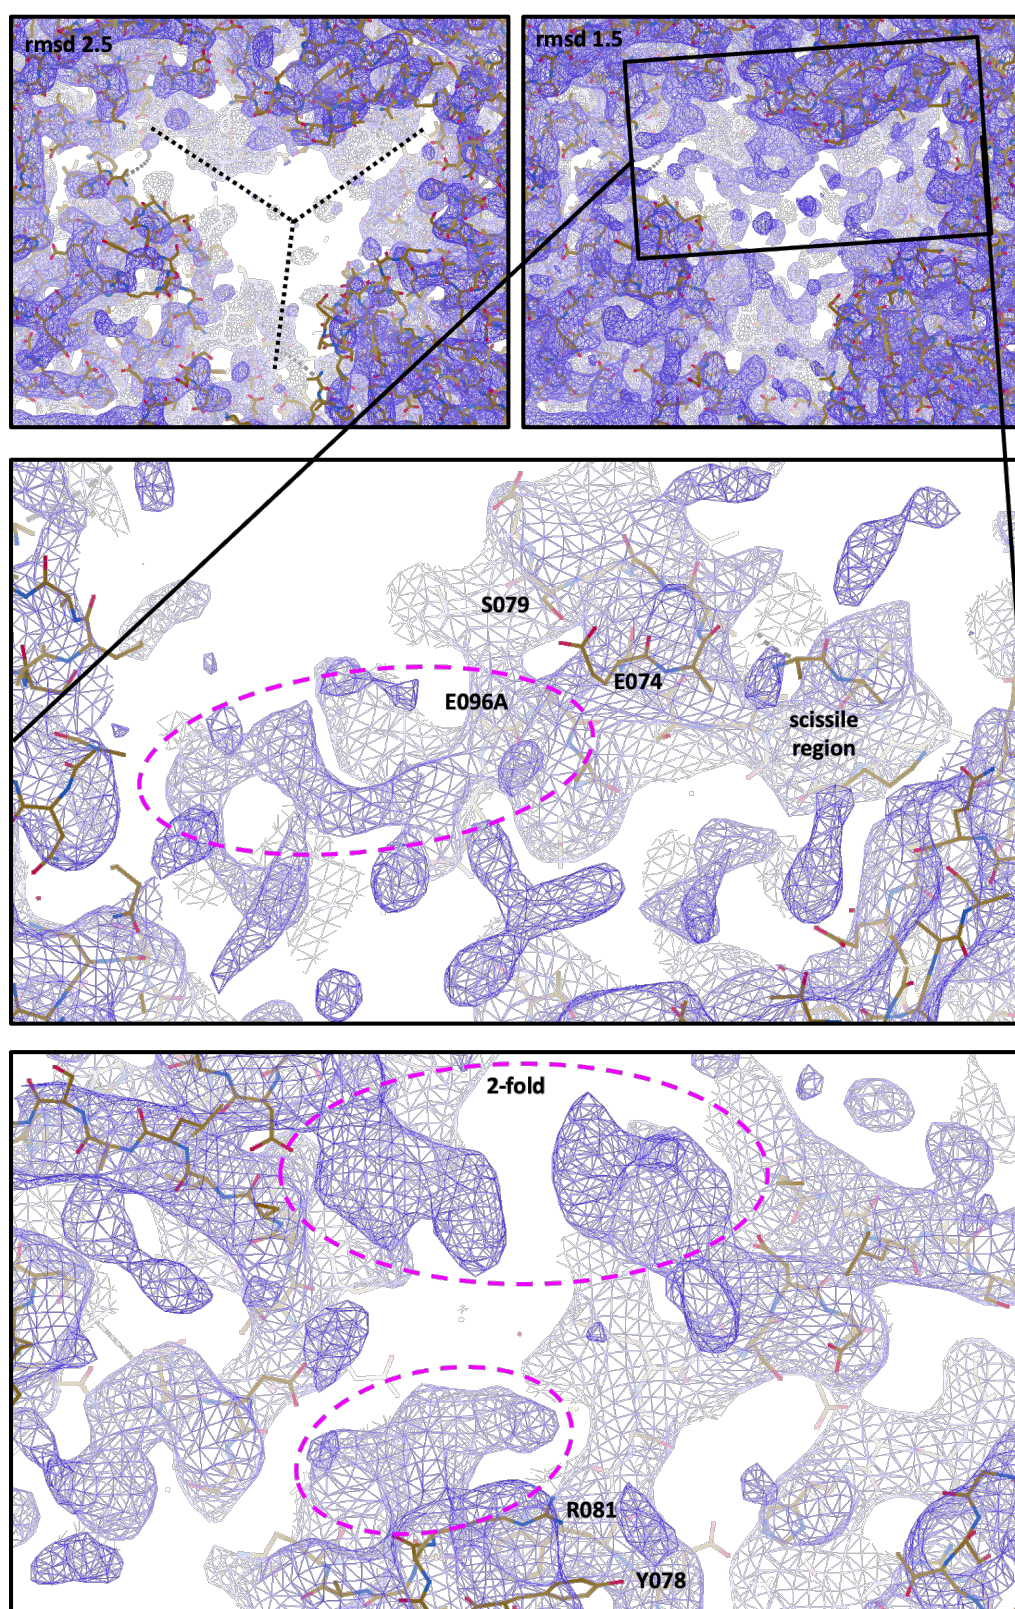 rmsd 2.5
rmsd 1.5
S079
E074
E096A
scissile
region
2-fold
R081
Y078